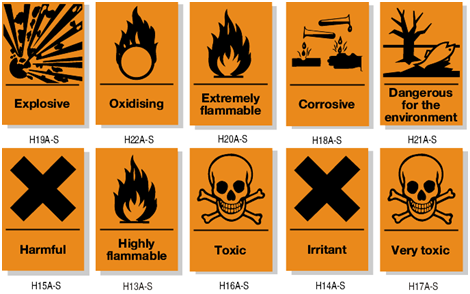 Explosive
Oxidising
Extremely
flammable
Corrosive
Dangerous
for the
environment
H19A-S
H22A-S
H20A-S
H18A-S
H21A-S
Harmful
Highly
flammable
Toxic
Irritant
Very toxic
H15A-S
H13A-S
H16A-S
H14A-S
H17A-S